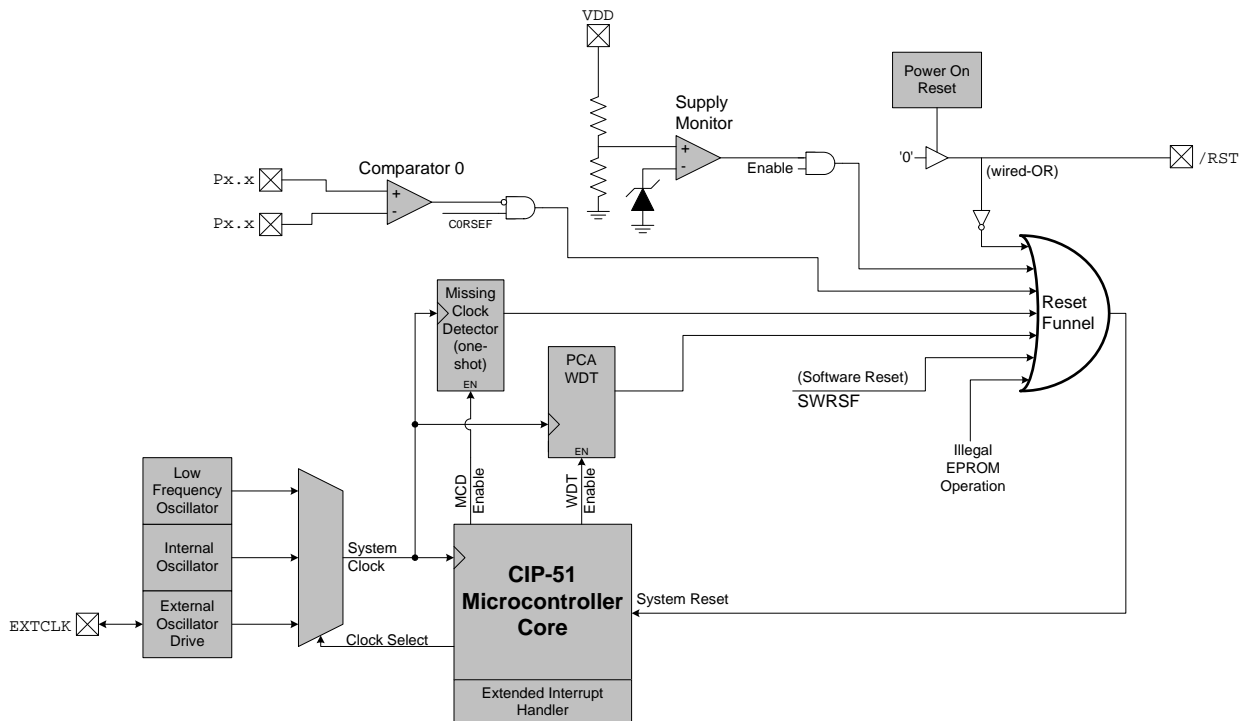 VDD
Power On
Reset
Supply
Monitor
'0'
/RST
(wired-OR)
Enable
Comparator 0
Px.x
+
-
+
-
Px.x
C0RSEF
Missing
Clock
Detector
(one-
shot)
EN
Reset
Funnel
PCA
WDT
EN
(Software Reset)
SWRSF
Illegal
EPROM
Operation
MCD
Enable
WDT
Enable
Low
Frequency
Oscillator
Internal
Oscillator
System
Clock
External
Oscillator
Drive
EXTCLK
Clock Select
CIP-51
Microcontroller
Core
System Reset
Extended Interrupt
Handler